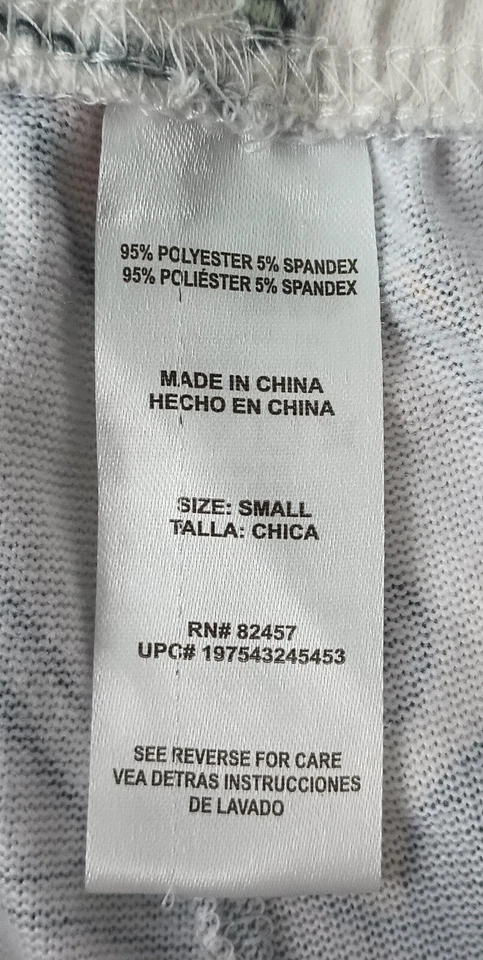 95% POLYESTER 5% SPANDEX
95% POLIÉSTER 5% SPANDEX
MADE IN CHINA
HECHO EN CHINA
SIZE: SMALL
TALLA: CHICA
RN# 82457
UPC# 197543245453
SEE REVERSE FOR CARE
VEA DETRAS INSTRUCCIONES
DE LAVADO